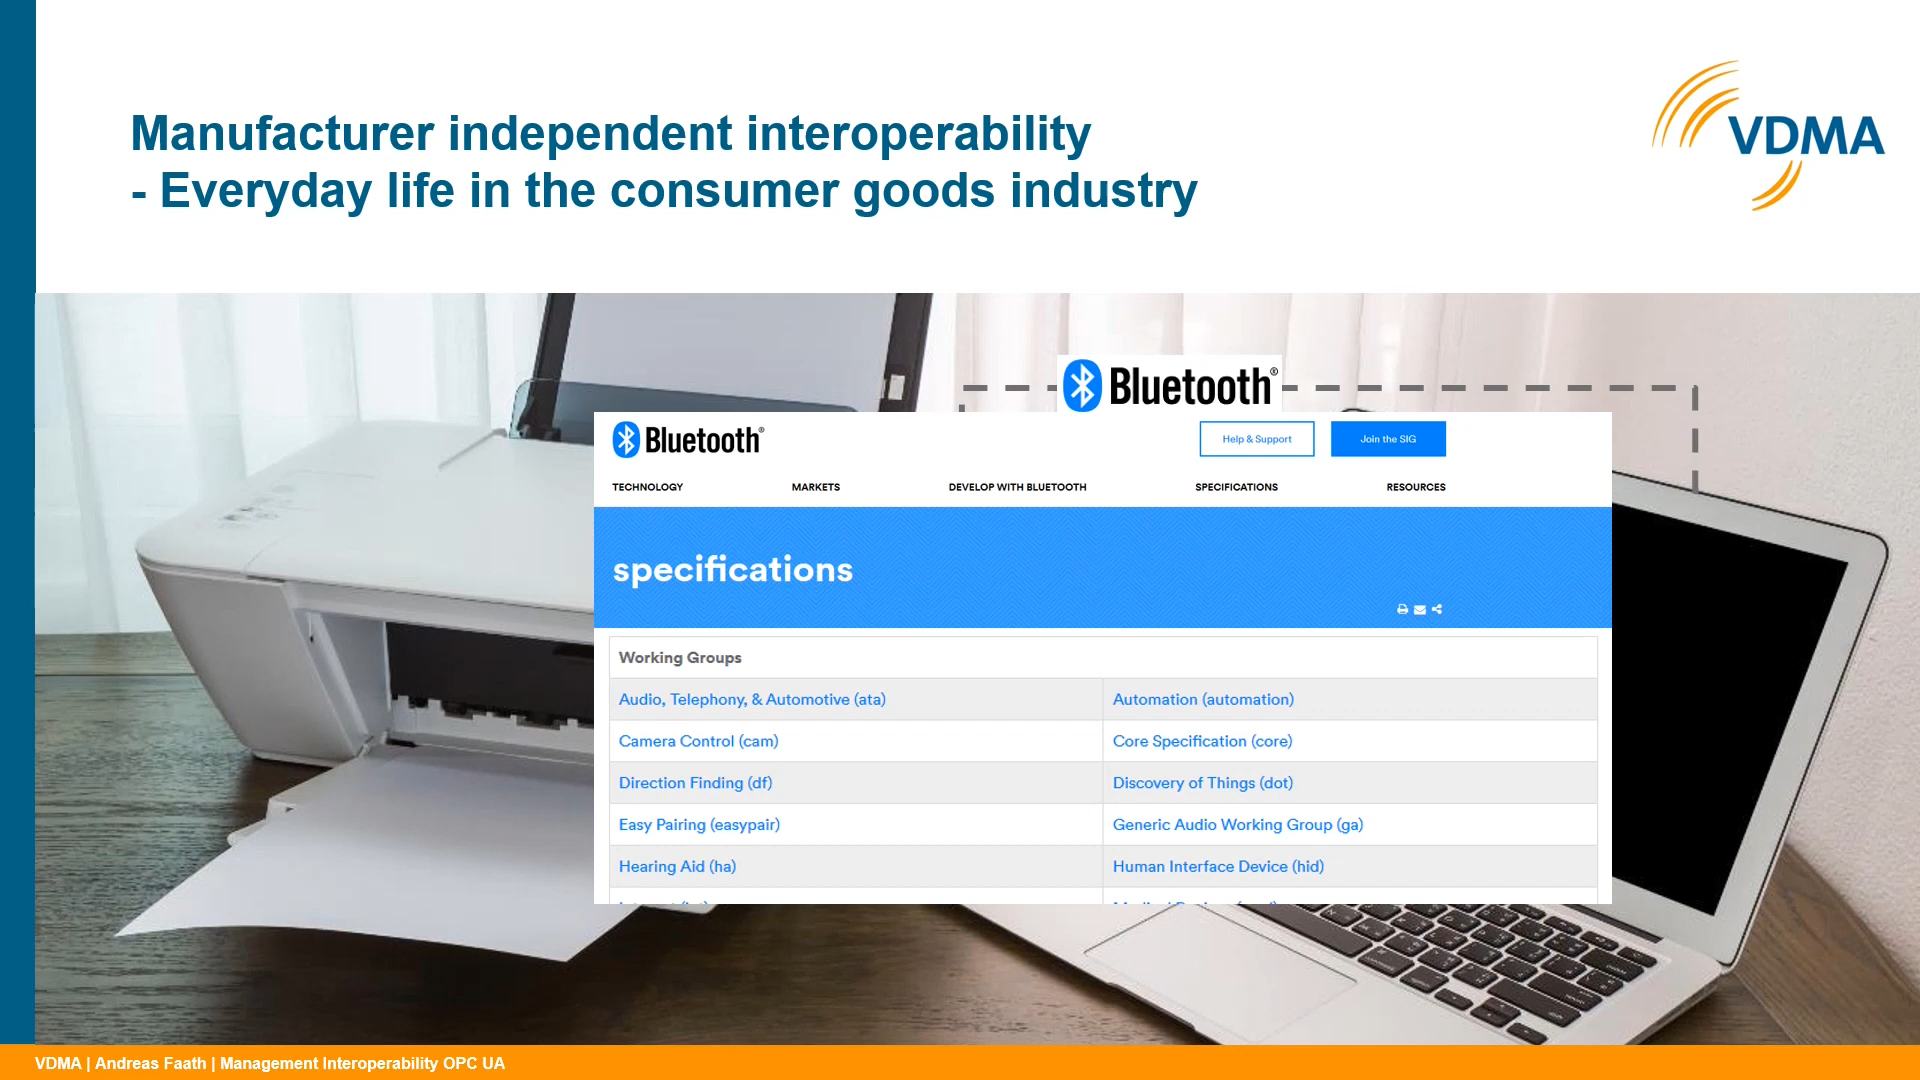 Manufacturer independent interoperability
- Everyday life in the consumer goods industry
VDMA
Bluetooth®
Bluetooth®
Help & Support
Join the SIG
TECHNOLOGY
MARKETS
DEVELOP WITH BLUETOOTH
SPECIFICATIONS
RESOURCES
specifications
Working Groups
Audio, Telephony, & Automotive (ata)
Automation (automation)
Camera Control (cam)
Core Specification (core)
Direction Finding (df)
Discovery of Things (dot)
Easy Pairing (easypair)
Generic Audio Working Group (ga)
Hearing Aid (ha)
Human Interface Device (hid)
VDMA | Andreas Faath | Management Interoperability OPC UA